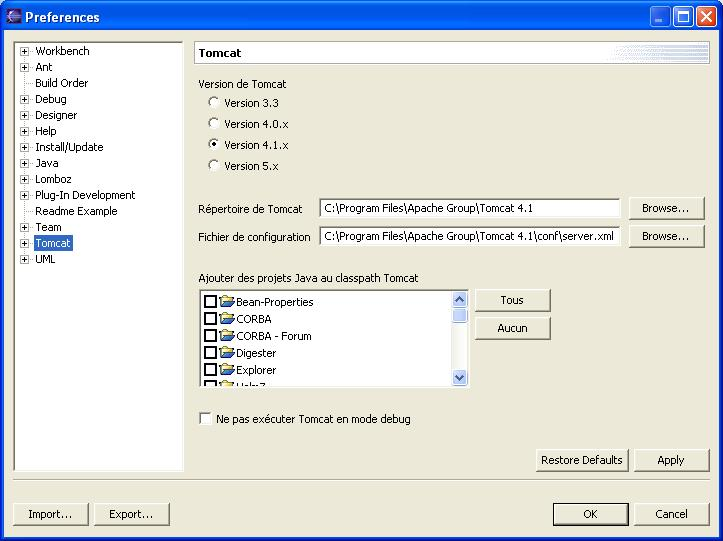 Preferences
Workbench
Ant
Build Order
Debug
Designer
Help
Install/Update
Java
Lomboz
Plug-In Development
Readme Example
Team
Tomcat
UML
Tomcat
Version de Tomcat
Version 3.3
Version 4.0.x
Version 4.1.x
Version 5.x
Répertoire de Tomcat C:\Program Files\Apache Group\Tomcat 4.1 Browse...
Fichier de configuration C:\Program Files\Apache Group\Tomcat 4.1\conf\server.xml Browse...
Ajouter des projets Java au classpath Tomcat
Bean-Properties
CORBA
CORBA - Forum
Digester
Explorer
Tous
Aucun
Ne pas exécuter Tomcat en mode debug
Restore Defaults Apply
Import... Export... OK Cancel